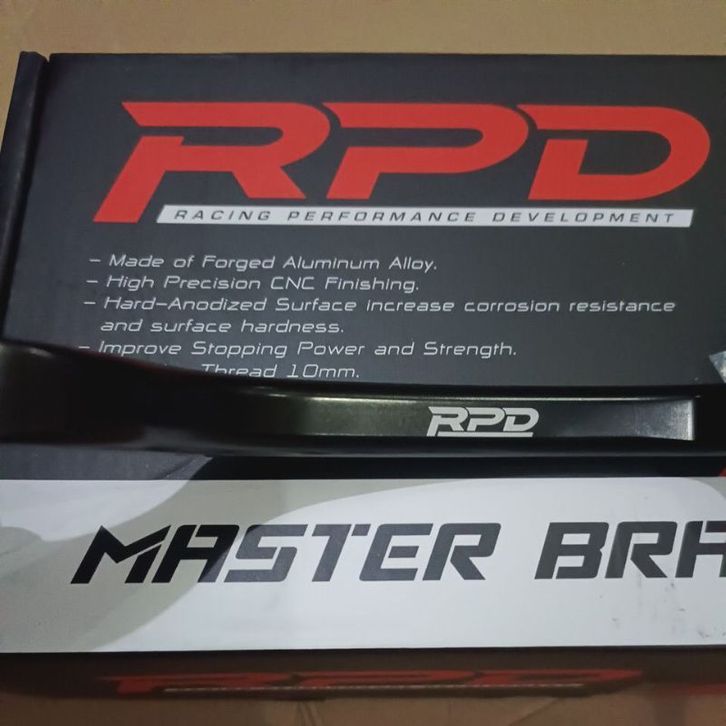 RPD
RACING PERFORMANCE DEVELOPMENT
- Made of Forged Aluminum Alloy.
- High Precision CNC Finishing.
- Hard-Anodized Surface increase corrosion resistance
and surface hardness.
- Improve Stopping Power and Strength.
Thread 10mm.
RPD
MASTER BRA
RPD